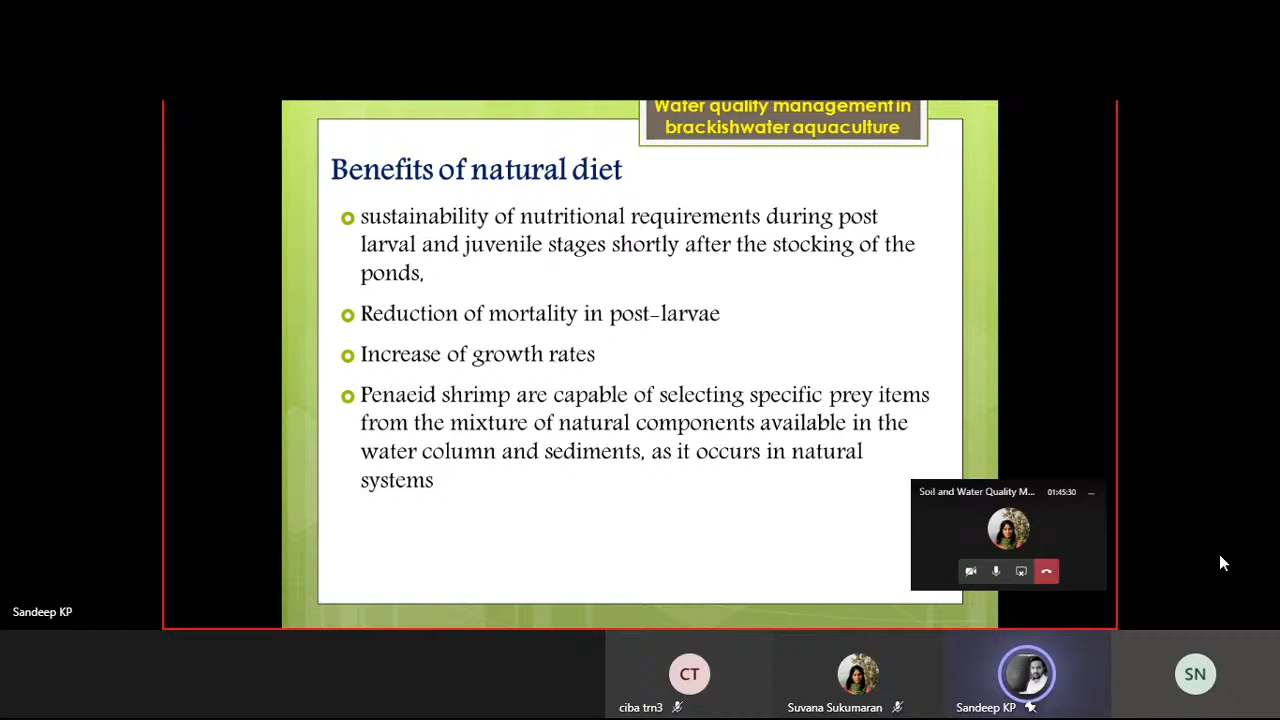 Water quality management in
brackishwater aquaculture
Benefits of natural diet
sustainability of nutritional requirements during post
larval and juvenile stages shortly after the stocking of the
ponds,
Reduction of mortality in post-larvae
Increase of growth rates
Penaeid shrimp are capable of selecting specific prey items
from the mixture of natural components available in the
water column and sediments, as it occurs in natural
systems
Soil and Water Quality M... 01:45:30
Sandeep KP
CT
SN
ciba trn3
Suvana Sukumaran
Sandeep KP